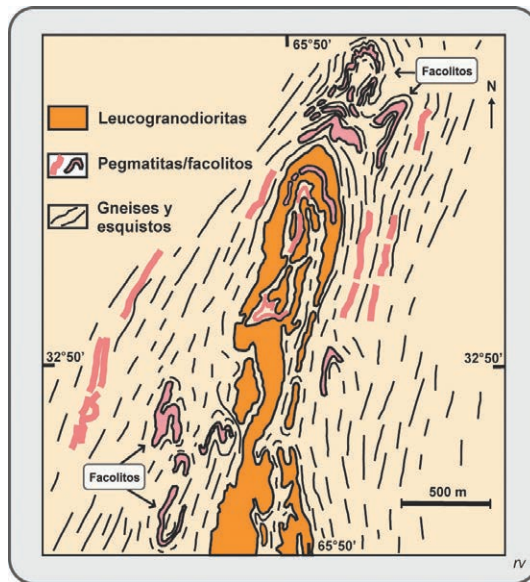 65°50'
Facolitos
N
Leucogranodioritas
Pegmatitas/facolitos
Gneises y
esquistos
32°50'
32°50'
Facolitos
500 m
65°50'
rv